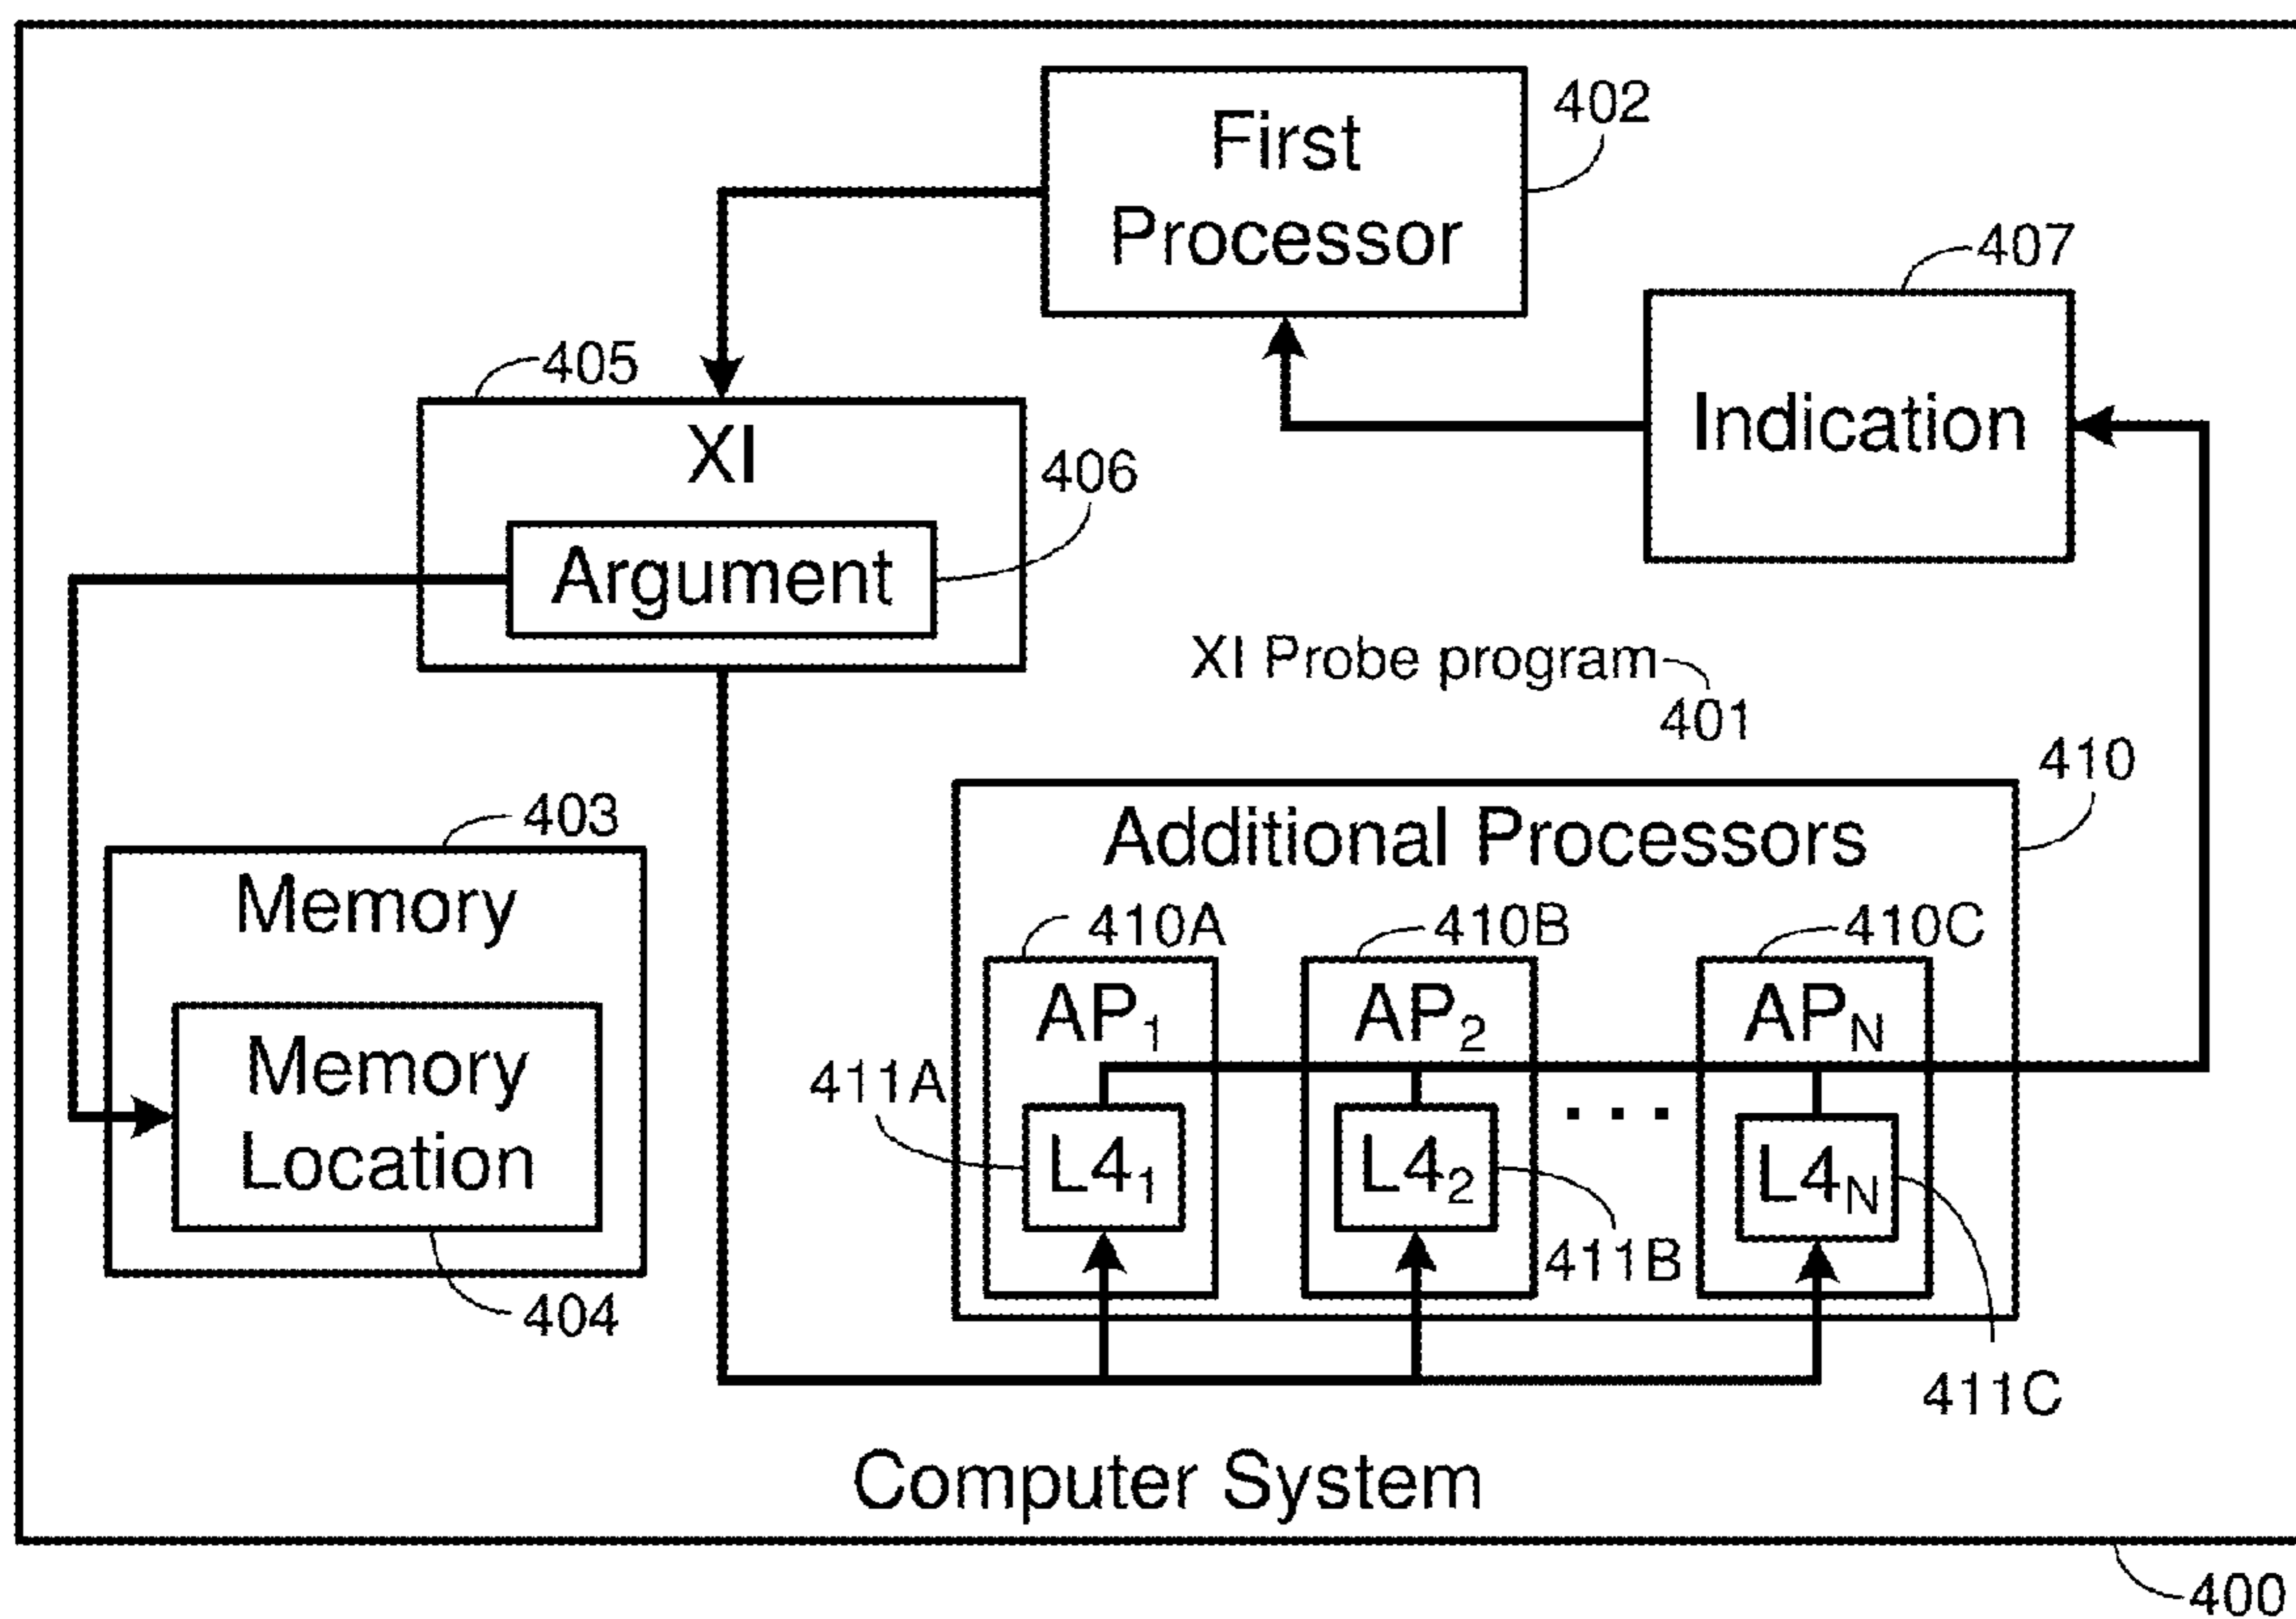 First
Processor
402
407
Indication
405
XI
406
Argument
XI Probe program
401
410
403
Memory
Memory
Location
404
Additional Processors
410A
410B
410C
AP1
AP2
APN
411A
L41
L42
...
L4N
411B
411C
Computer System
400